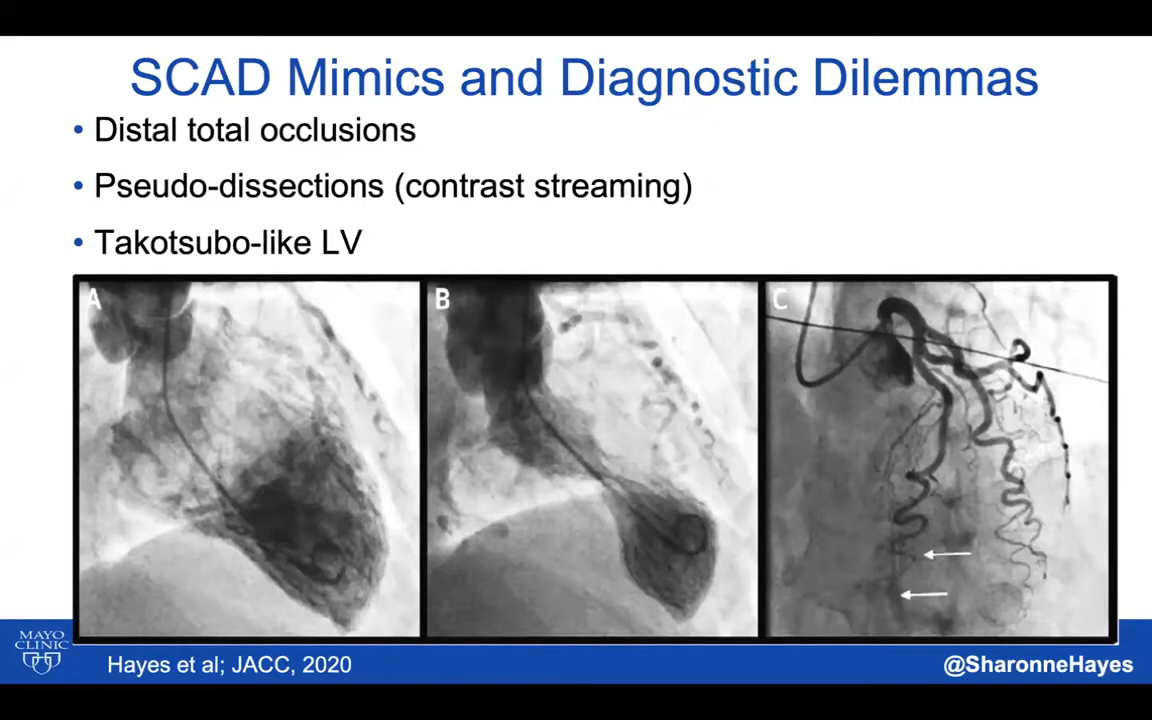 SCAD Mimics and Diagnostic Dilemmas
• Distal total occlusions
• Pseudo-dissections (contrast streaming)
• Takotsubo-like LV
A
B
C
MAYO
CLINIC
Hayes et al; JACC, 2020
@SharonneHayes